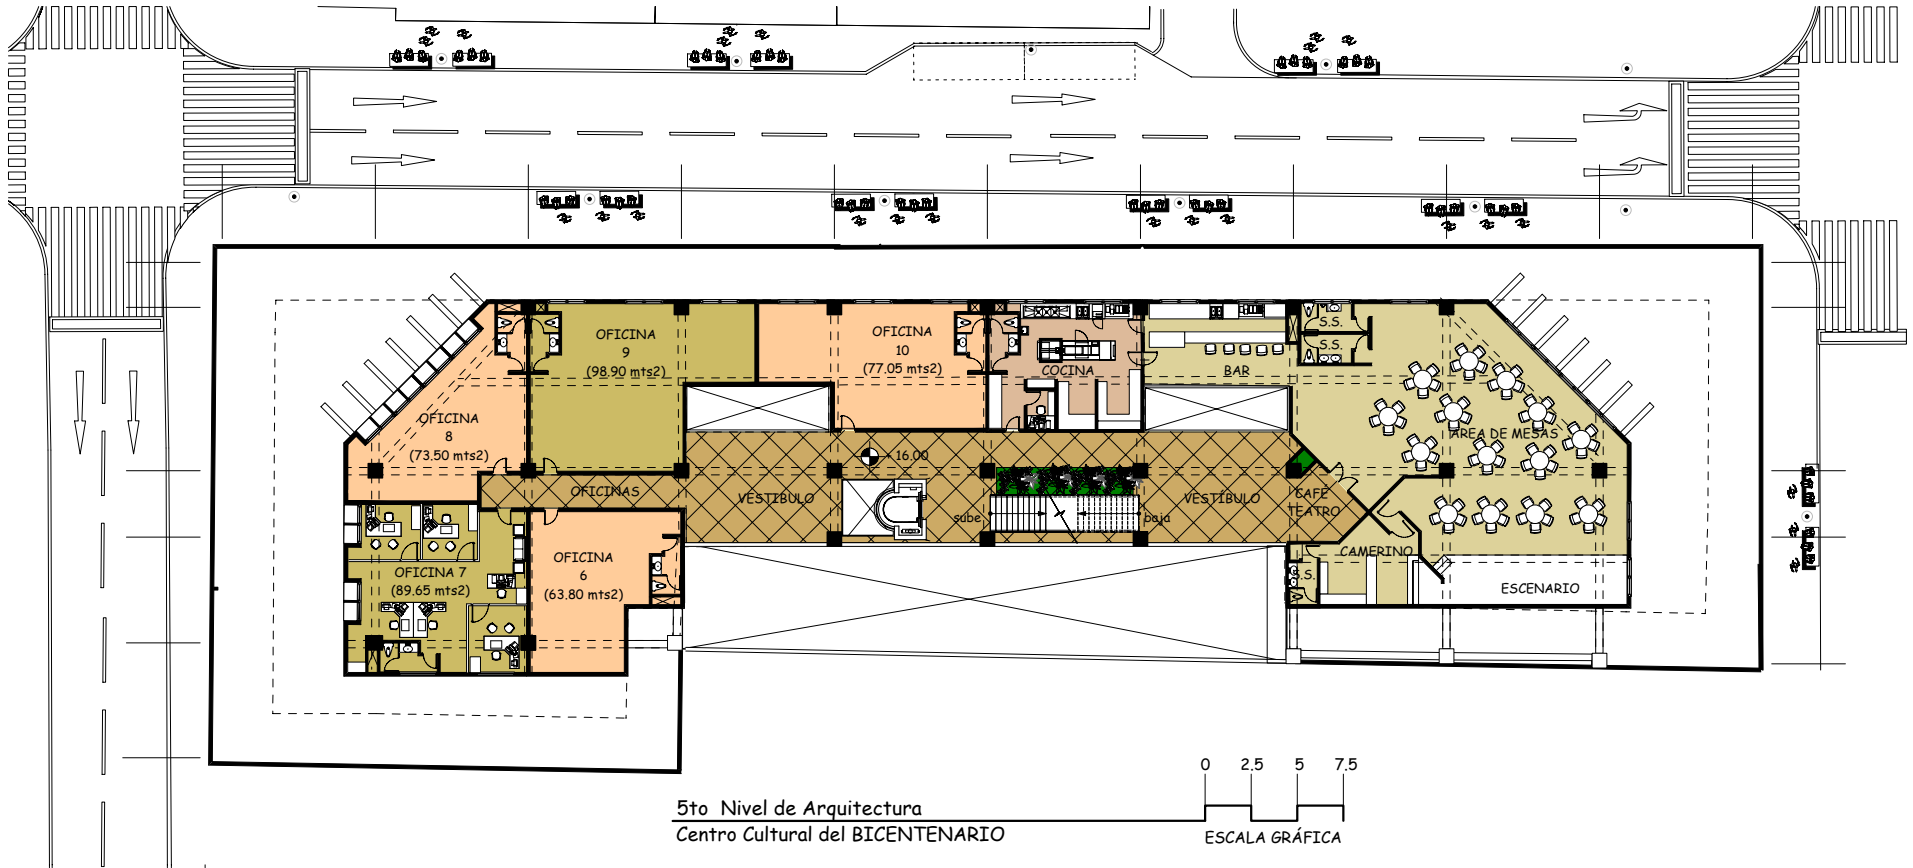 OFICINA
9
(98.90 mts2)
OFICINA
10
(77.05 mts2)
COCINA
BAR
S.S.
S.S.
OFICINA
8
(73.50 mts2)
ÁREA DE MESAS
+ 16.00
OFICINAS
VESTÍBULO
VESTÍBULO
CAFÉ
TEATRO
sube
baja
OFICINA
6
(63.80 mts2)
OFICINA 7
(89.65 mts2)
CAMERINO
S.S.
ESCENARIO
0 2.5 5 7.5
ESCALA GRÁFICA
5to Nivel de Arquitectura
Centro Cultural del BICENTENARIO